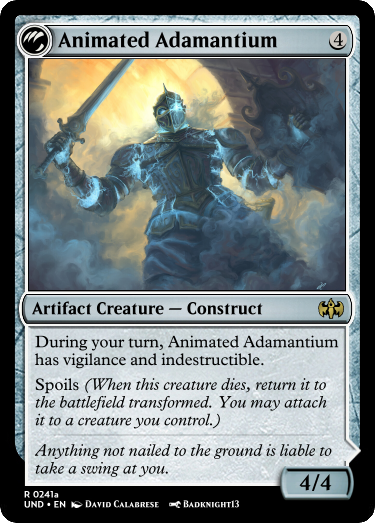 Animated Adamantium 4
Artifact Creature — Construct
During your turn, Animated Adamantium
has vigilance and indestructible.
Spoils (When this creature dies, return it to
the battlefield transformed. You may attach
it to a creature you control.)
Anything not nailed to the ground is liable to
take a swing at you.
4/4
R 0241a
UND • EN David Calabrese Badknight13